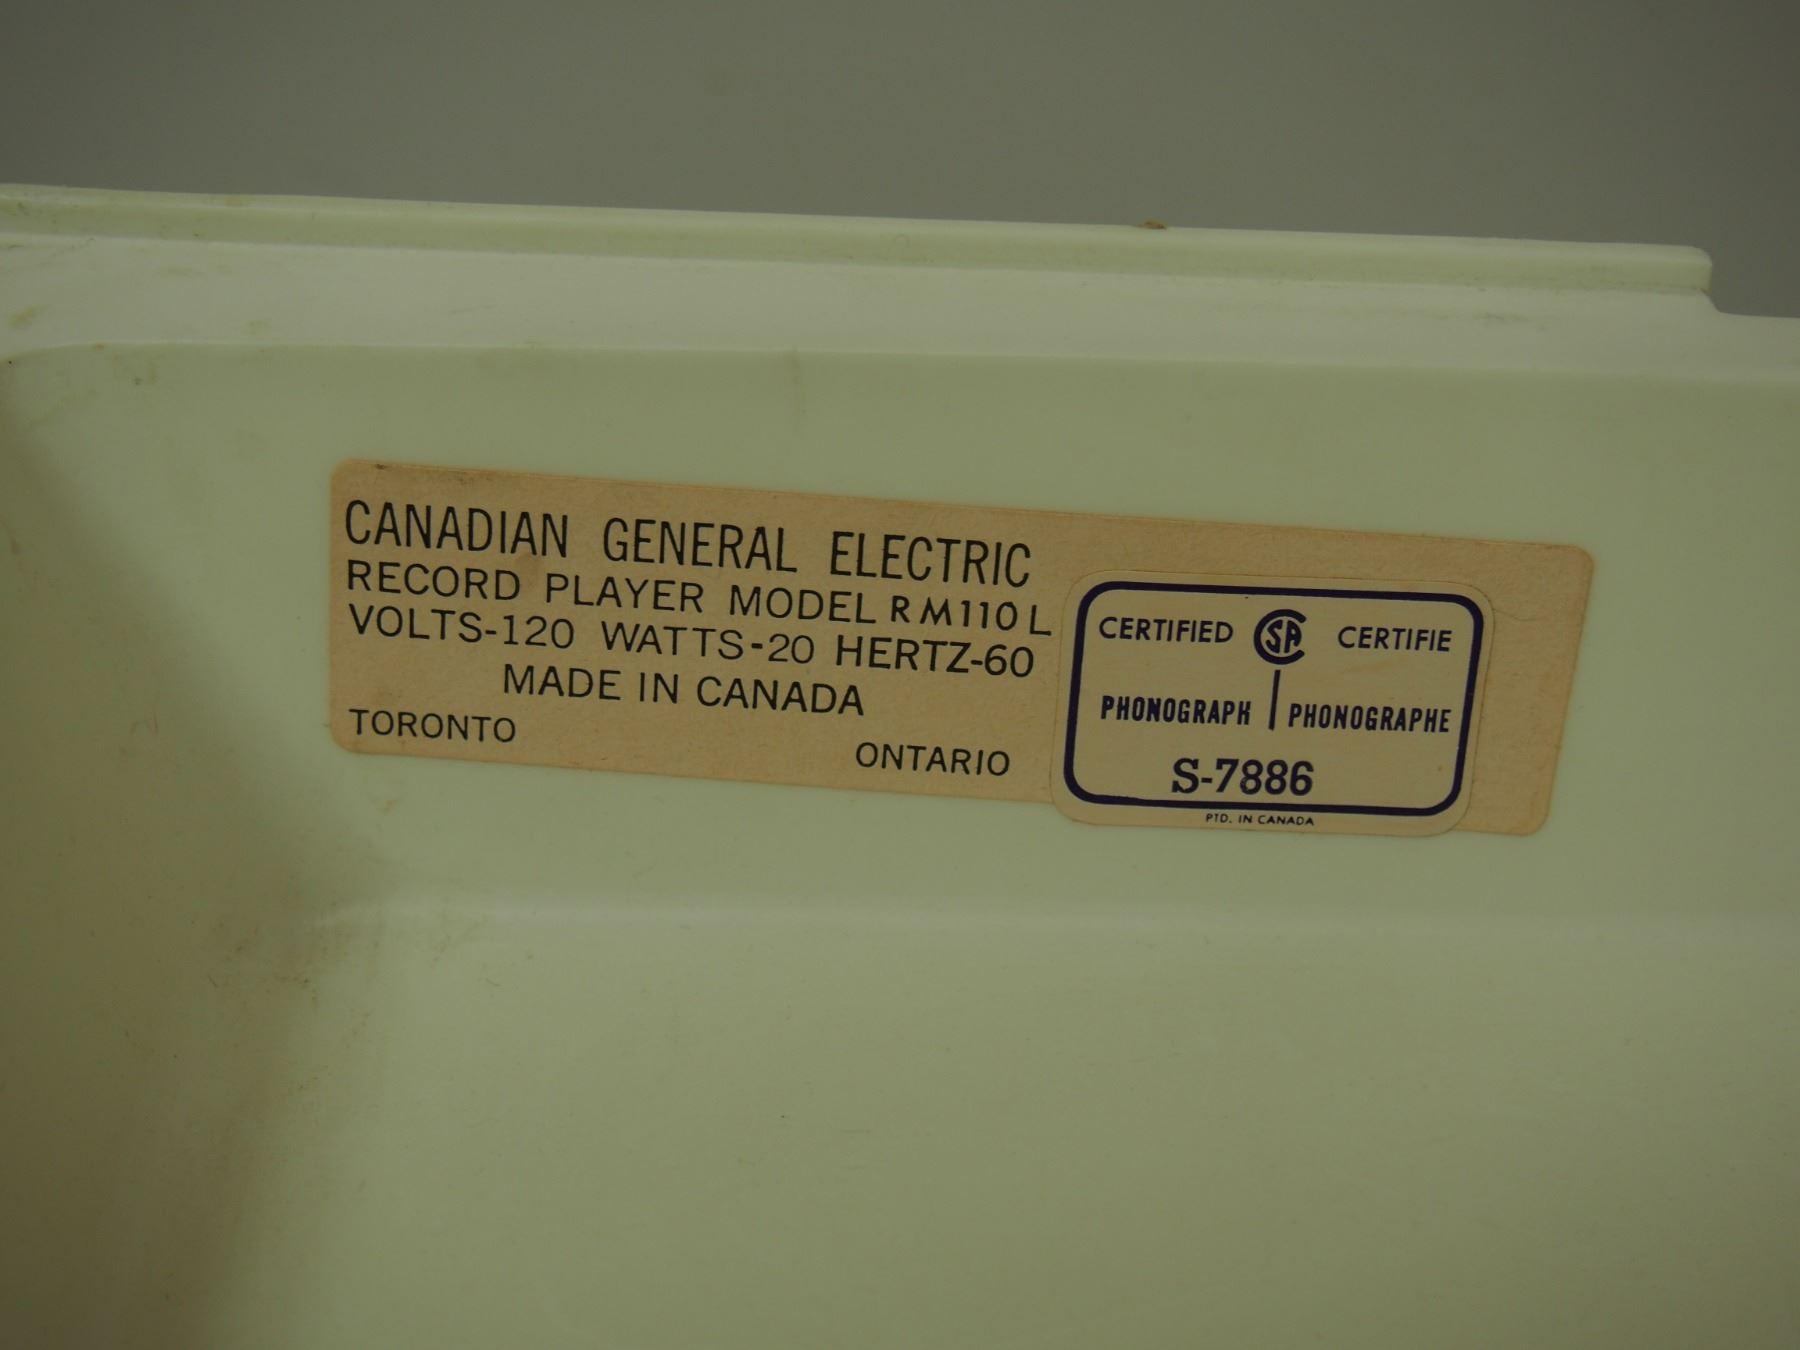 CANADIAN GENERAL ELECTRIC
RECORD PLAYER MODEL RM110L
VOLTS-120 WATTS-20 HERTZ-60
MADE IN CANADA
TORONTO ONTARIO
CERTIFIED CSA CERTIFIE
PHONOGRAPH | PHONOGRAPHE
S-7886
PTD. IN CANADA